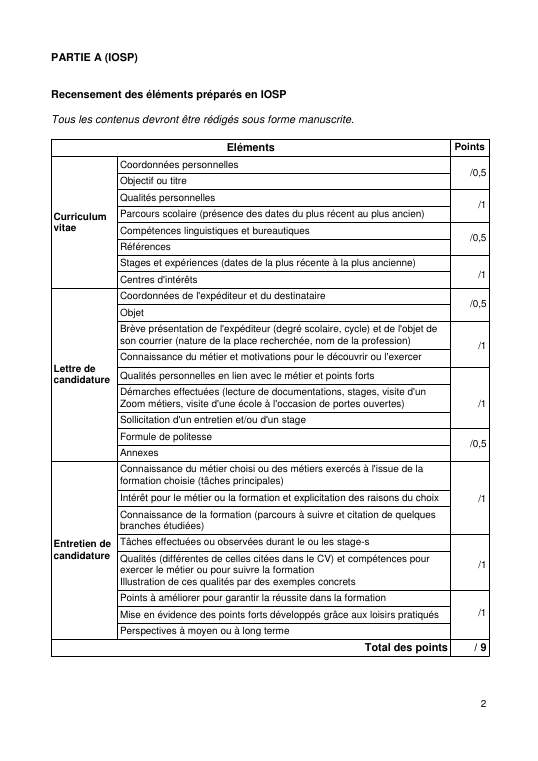 PARTIE A (IOSP)
Recensement des éléments préparés en IOSP
Tous les contenus devront être rédigés sous forme manuscrite.
Eléments Points
Curriculum
vitae
Coordonnées personnelles
Objectif ou titre
/0,5
Qualités personnelles
Parcours scolaire (présence des dates du plus récent au plus ancien)
/1
Compétences linguistiques et bureautiques
Références
/0,5
Stages et expériences (dates de la plus récente à la plus ancienne)
Centres d'intérêts
/1
Lettre de
candidature
Coordonnées de l'expéditeur et du destinataire
Objet
/0,5
Brève présentation de l'expéditeur (degré scolaire, cycle) et de l'objet de
son courrier (nature de la place recherchée, nom de la profession)
Connaissance du métier et motivations pour le découvrir ou l'exercer
/1
Qualités personnelles en lien avec le métier et points forts
Démarches effectuées (lecture de documentations, stages, visite d'un
Zoom métiers, visite d'une école à l'occasion de portes ouvertes)
Sollicitation d'un entretien et/ou d'un stage
/1
Formule de politesse
Annexes
/0,5
Entretien de
candidature
Connaissance du métier choisi ou des métiers exercés à l'issue de la
formation choisie (tâches principales)
Intérêt pour le métier ou la formation et explicitation des raisons du choix
Connaissance de la formation (parcours à suivre et citation de quelques
branches étudiées)
/1
Tâches effectuées ou observées durant le ou les stage-s
Qualités (différentes de celles citées dans le CV) et compétences pour
exercer le métier ou pour suivre la formation
Illustration de ces qualités par des exemples concrets
/1
Points à améliorer pour garantir la réussite dans la formation
Mise en évidence des points forts développés grâce aux loisirs pratiqués
Perspectives à moyen ou à long terme
/1
Total des points / 9
2